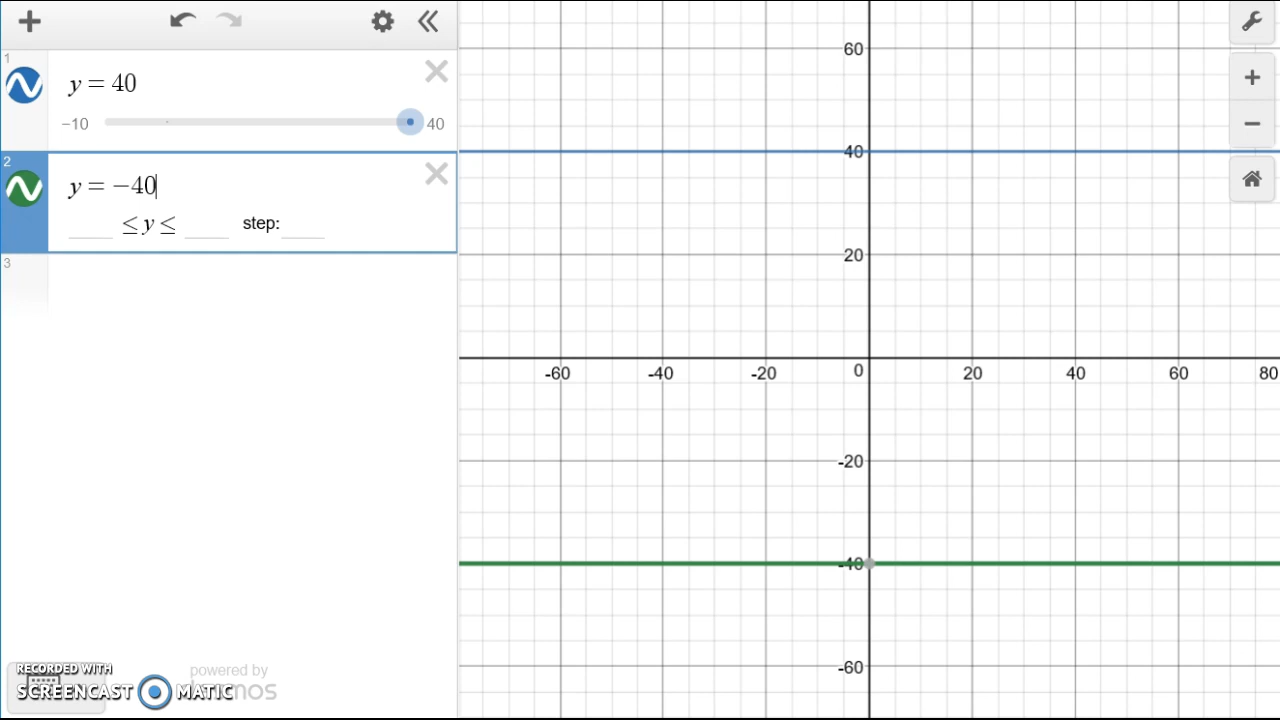 1
y = 40
−10
40
2
y = −40
≤ y ≤ step:
3
60
40
20
-60 -40 -20 0 20 40 60 80
-20
-40
-60
powered by
RECORDED WITH
SCREENCAST MATIC